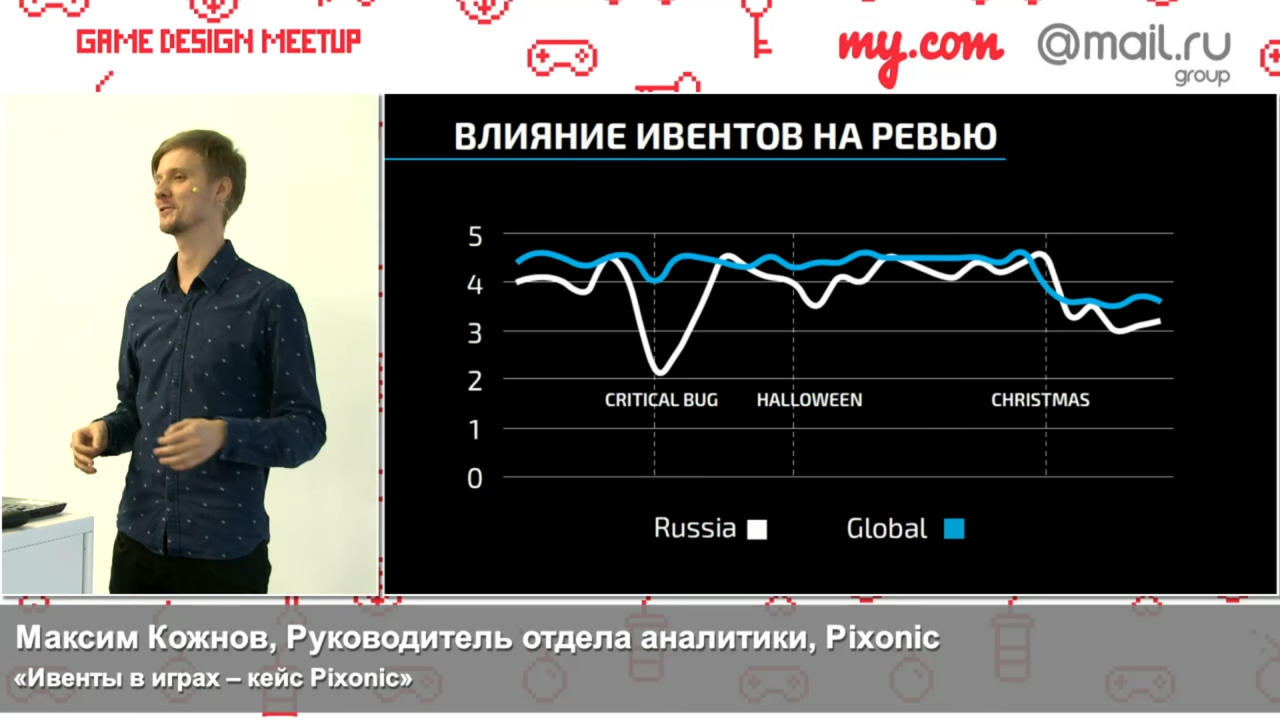 GAME DESIGN MEETUP
my.com
@mail.ru
group
ВЛИЯНИЕ ИВЕНТОВ НА РЕВЬЮ
5
4
3
2
1
0
CRITICAL BUG
HALLOWEEN
CHRISTMAS
Russia
Global
Максим Кожнов, Руководитель отдела аналитики, Pixonic
«Ивенты в играх – кейс Pixonic»